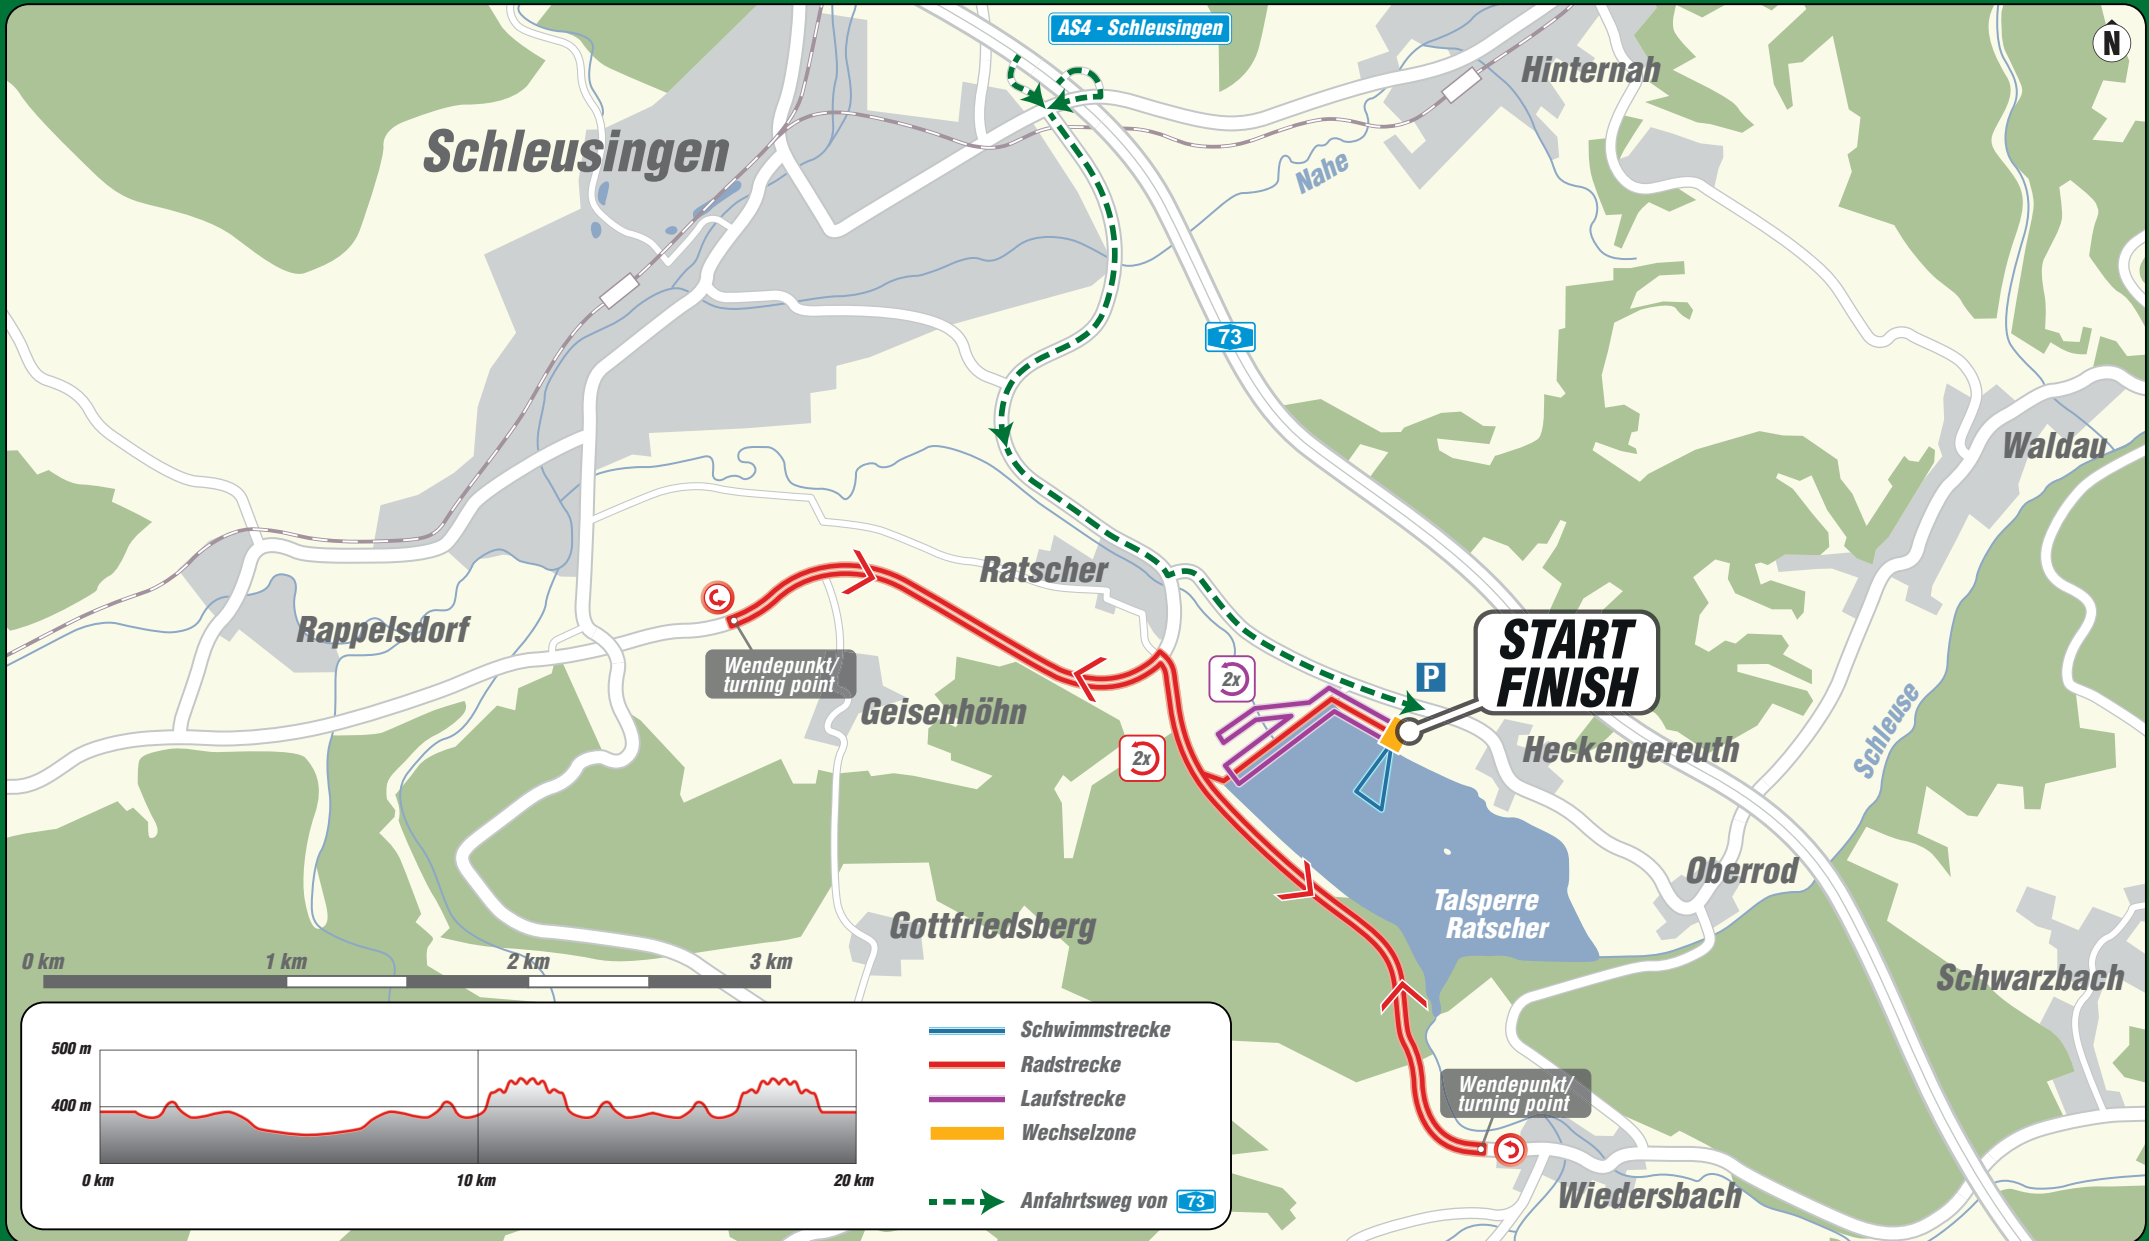 AS4 - Schleusingen
N
Hinternah
Schleusingen
Nahe
73
Waldau
Ratscher
Rappelsdorf
START
FINISH
P
Wendepunkt/
turning point
2x
Geisenhöhn
Heckengereuth
Schleuse
2x
Oberrod
Talsperre
Ratscher
Gottfriedsberg
Schwarzbach
0 km
1 km
2 km
3 km
500 m
400 m
0 km
10 km
20 km
Schwimmstrecke
Radstrecke
Laufstrecke
Wechselzone
Anfahrtsweg von 73
Wendepunkt/
turning point
Wiedersbach